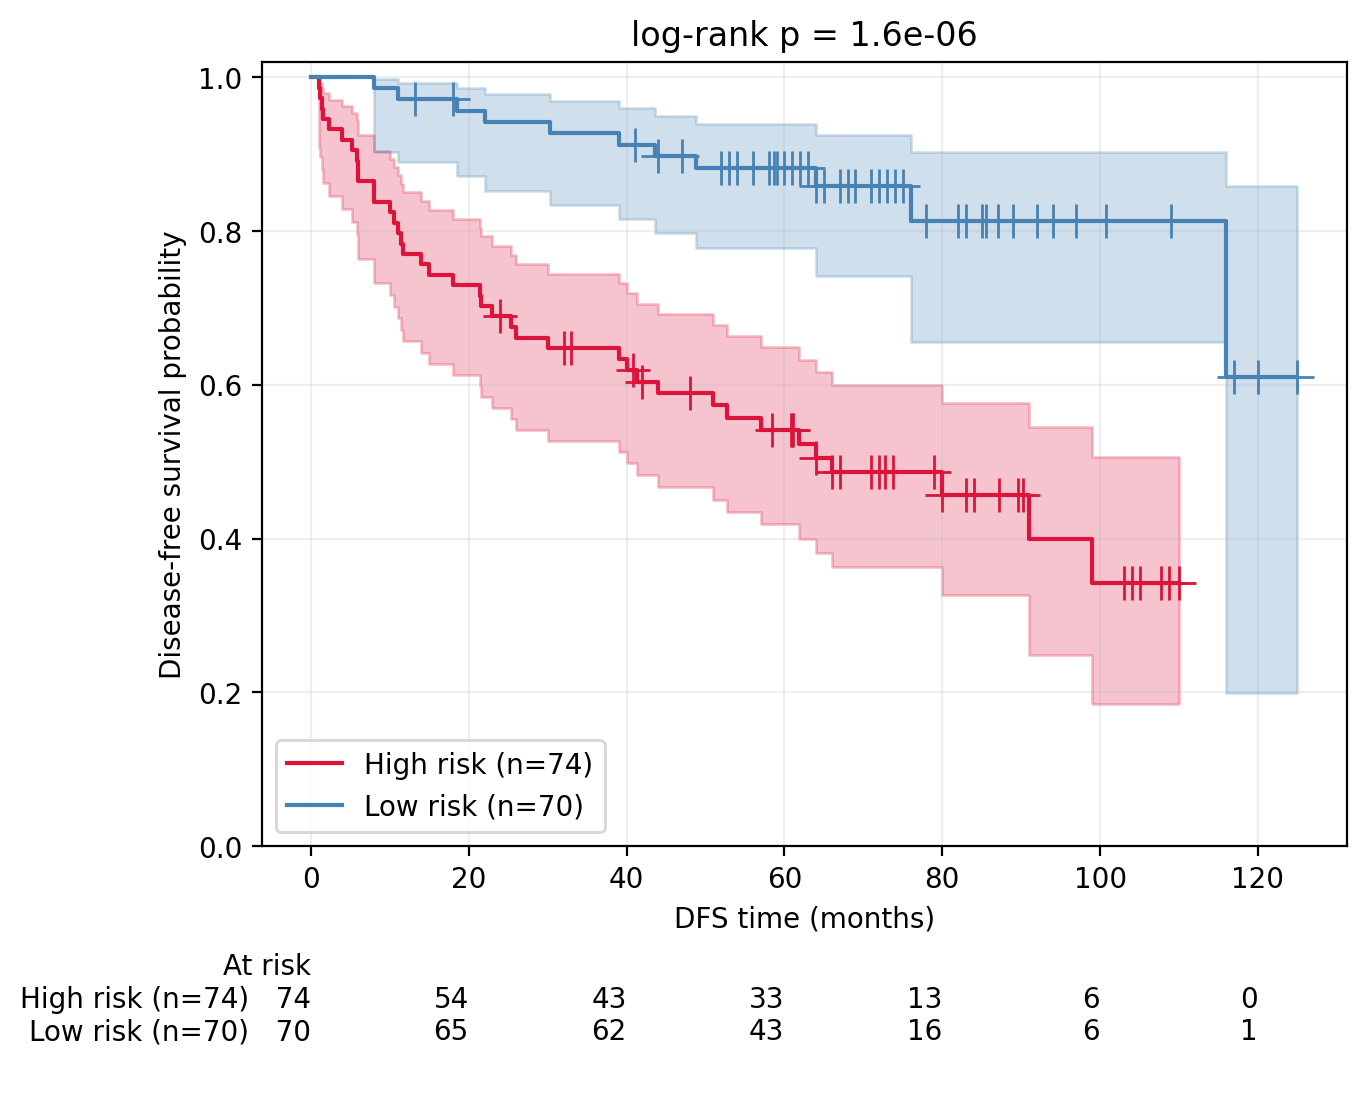 log-rank p = 1.6e-06
Disease-free survival probability
1.0
0.8
0.6
0.4
0.2
0.0
High risk (n=74)
Low risk (n=70)
0 20 40 60 80 100 120
DFS time (months)
At risk
High risk (n=74) 74 54 43 33 13 6 0
Low risk (n=70) 70 65 62 43 16 6 1